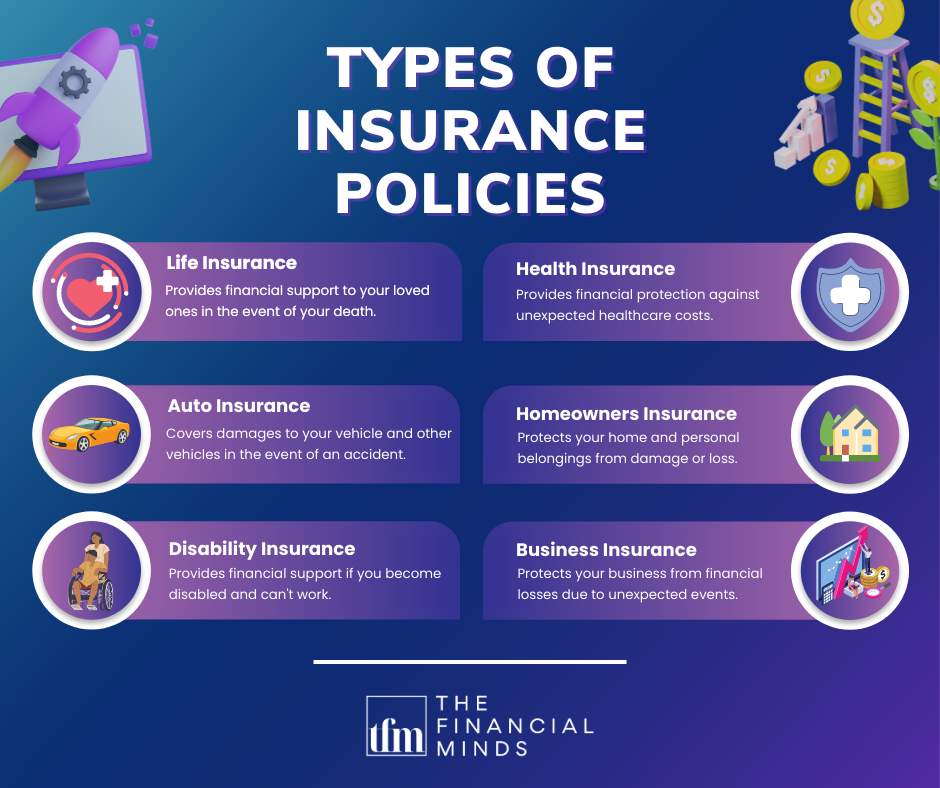 TYPES OF
INSURANCE
POLICIES
Life Insurance
Provides financial support to your loved
ones in the event of your death.
Health Insurance
Provides financial protection against
unexpected healthcare costs.
Auto Insurance
Covers damages to your vehicle and other
vehicles in the event of an accident.
Homeowners Insurance
Protects your home and personal
belongings from damage or loss.
Disability Insurance
Provides financial support if you become
disabled and can't work.
Business Insurance
Protects your business from financial
losses due to unexpected events.
tfm
THE
FINANCIAL
MINDS